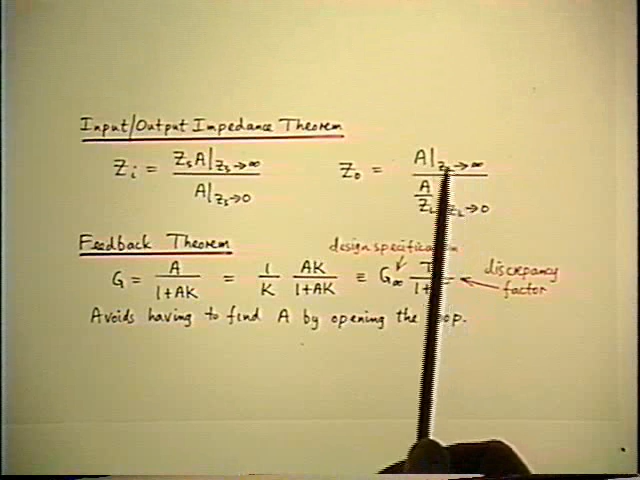 Input/Output Impedance Theorem
Zi = ZsA|Zs→∞ / A|Zs→0    Zo = A|ZL→∞ / A/ZL|ZL→0
Feedback Theorem
design specification
G = A/(1+AK) = 1/K AK/(1+AK) ≡ G∞ T/1+ ← discrepancy factor
Avoids having to find A by opening the